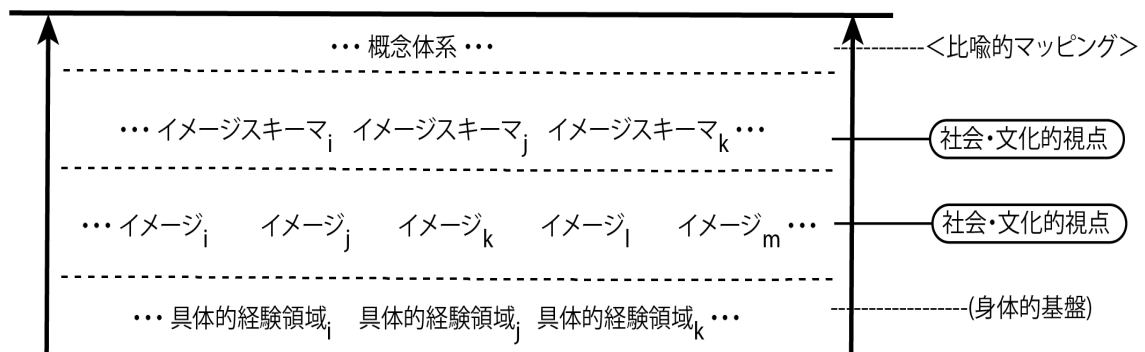 ··· 概念体系 ···
＜比喩的マッピング＞
··· イメージスキーマi イメージスキーマj イメージスキーマk ···
社会・文化的視点
··· イメージi イメージj イメージk イメージl イメージm ···
社会・文化的視点
··· 具体的経験領域i 具体的経験領域j 具体的経験領域k ···
(身体的基盤)